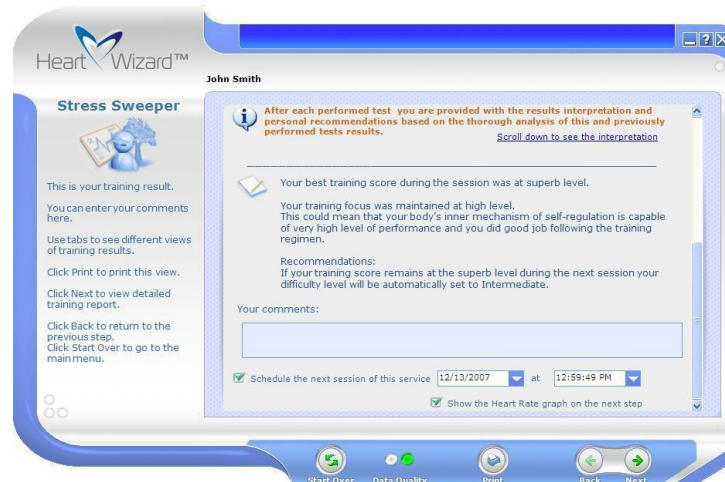 Heart Wizard™
John Smith
Stress Sweeper
This is your training result.
You can enter your comments
here.
Use tabs to see different views
of training results.
Click Print to print this view.
Click Next to view detailed
training report.
Click Back to return to the
previous step.
Click Start Over to go to the
main menu.
After each performed test you are provided with the results interpretation and
personal recommendations based on the thorough analysis of this and previously
performed tests results.
Scroll down to see the interpretation
Your best training score during the session was at superb level.
Your training focus was maintained at high level.
This could mean that your body's inner mechanism of self-regulation is capable
of very high level of performance and you did good job following the training
regimen.
Recommendations:
If your training score remains at the superb level during the next session your
difficulty level will be automatically set to Intermediate.
Your comments:
Schedule the next session of this service 12/13/2007 at 12:59:49 PM
Show the Heart Rate graph on the next step
Start Over Data Quality Print Back Next